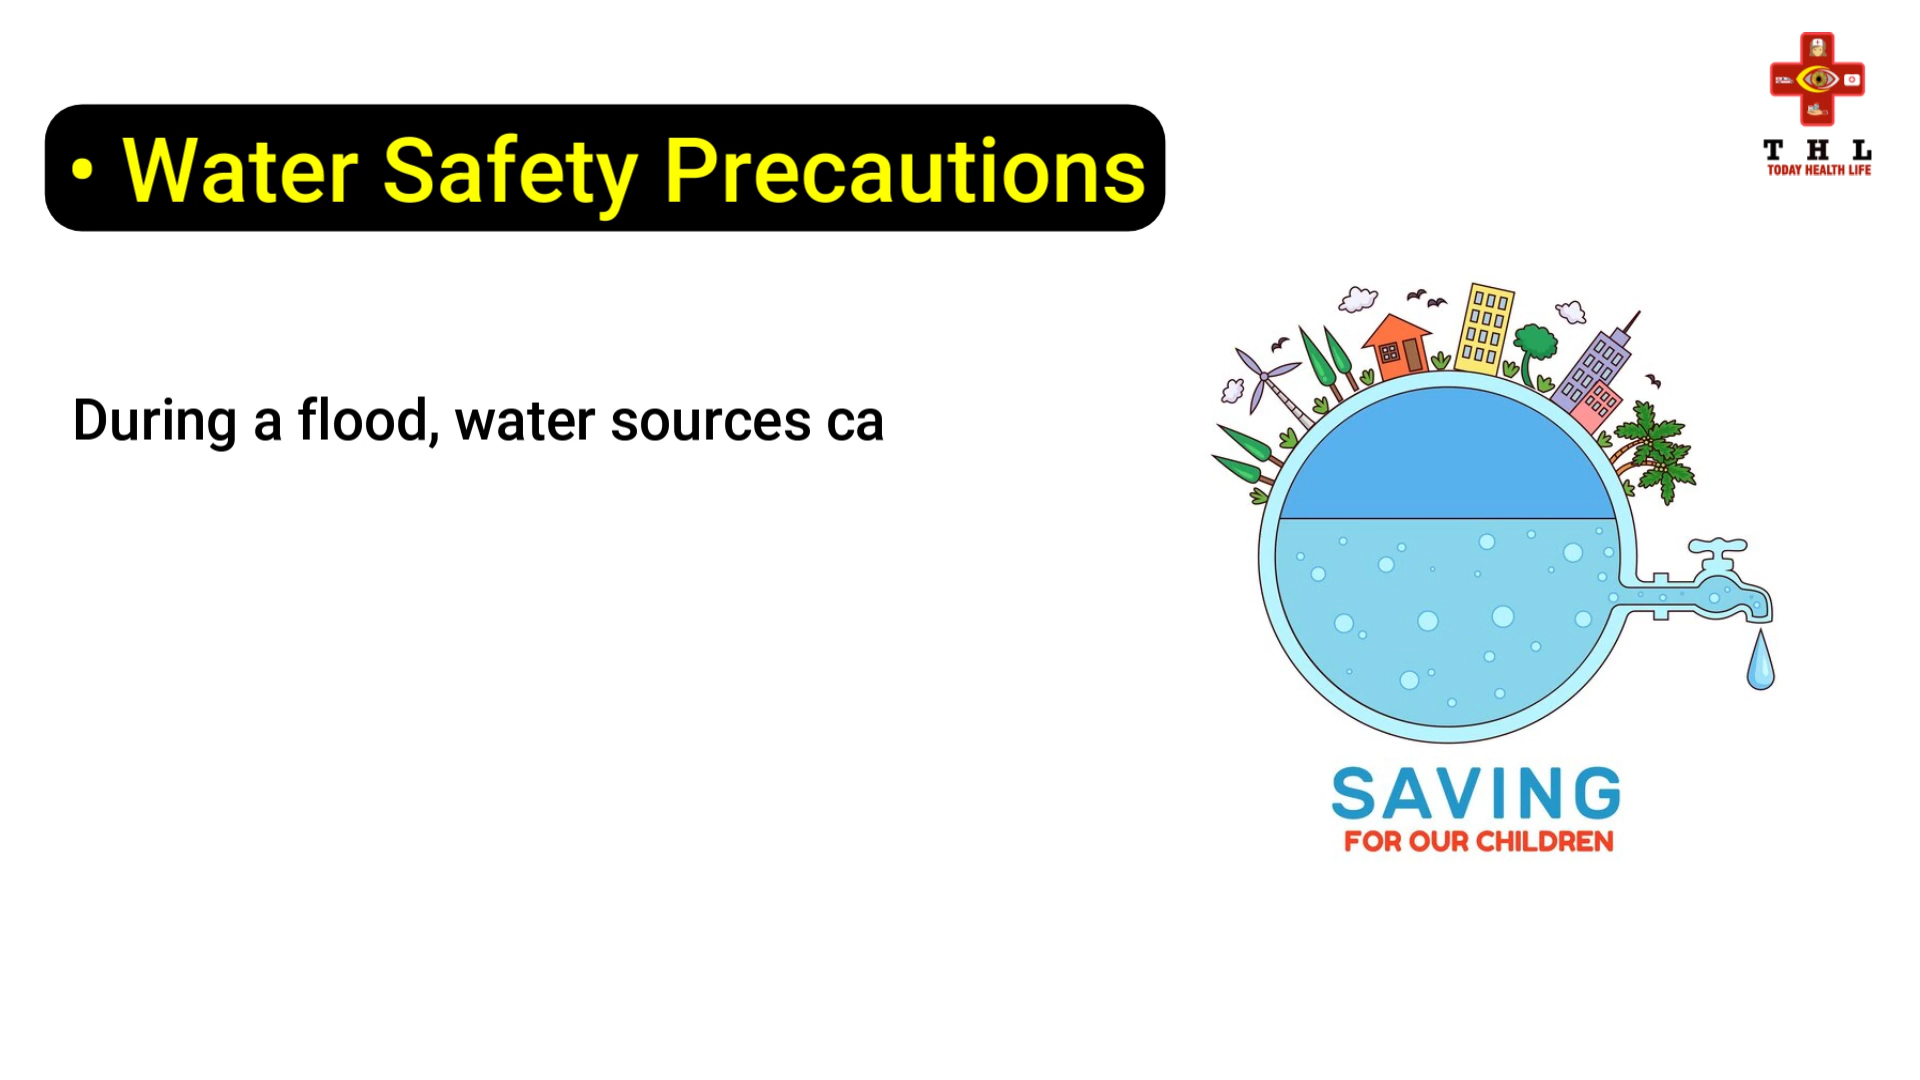 • Water Safety Precautions
T H L
TODAY HEALTH LIFE
During a flood, water sources ca
SAVING
FOR OUR CHILDREN